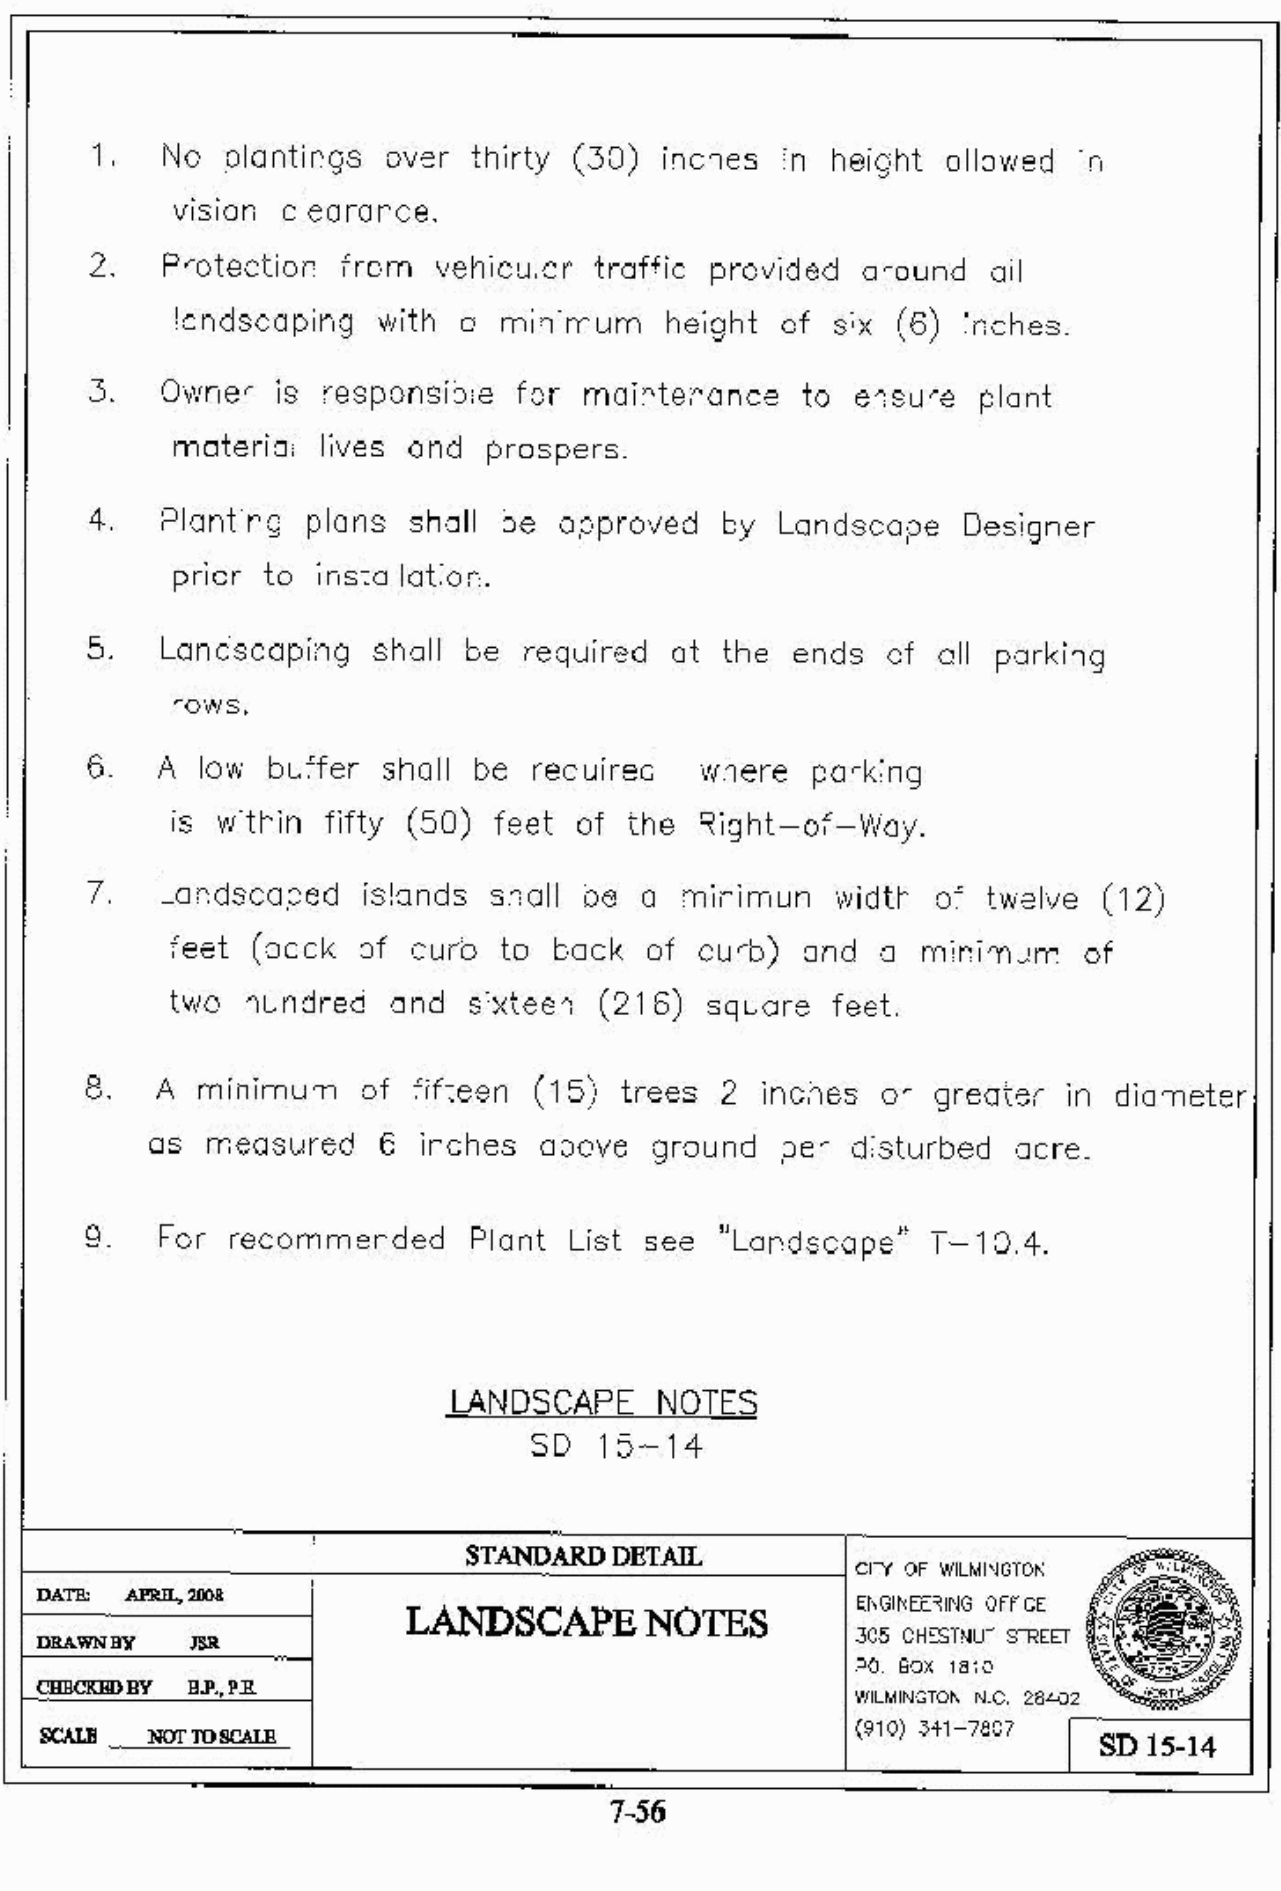 1. No plantings over thirty (30) inches in height allowed in
vision clearance.
2. Protection from vehicular traffic provided around all
landscaping with a minimum height of six (6) inches.
3. Owner is responsible for maintenance to ensure plant
material lives and prospers.
4. Planting plans shall be approved by Landscape Designer
prior to installation.
5. Landscaping shall be required at the ends of all parking
rows.
6. A low buffer shall be required where parking
is within fifty (50) feet of the Right-of-Way.
7. Landscaped islands shall be a minimun width of twelve (12)
feet (back of curb to back of curb) and a minimum of
two hundred and sixteen (216) square feet.
8. A minimum of fifteen (15) trees 2 inches or greater in diameter
as measured 6 inches above ground per disturbed acre.
9. For recommended Plant List see "Landscape" T-10.4.
LANDSCAPE NOTES
SD 15-14
STANDARD DETAIL
LANDSCAPE NOTES
DATE: APRIL, 2008
DRAWN BY JSR
CHECKED BY B.P., P.E.
SCALE NOT TO SCALE
CITY OF WILMINGTON
ENGINEERING OFFICE
305 CHESTNUT STREET
PO. BOX 1810
WILMINGTON N.C. 28402
(910) 341-7807
CITY OF WILMINGTON
STATE OF NORTH CAROLINA
SD 15-14
7-56